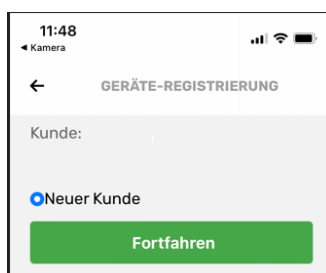 11:48
◄ Kamera
GERÄTE-REGISTRIERUNG
Kunde:
Neuer Kunde
Fortfahren